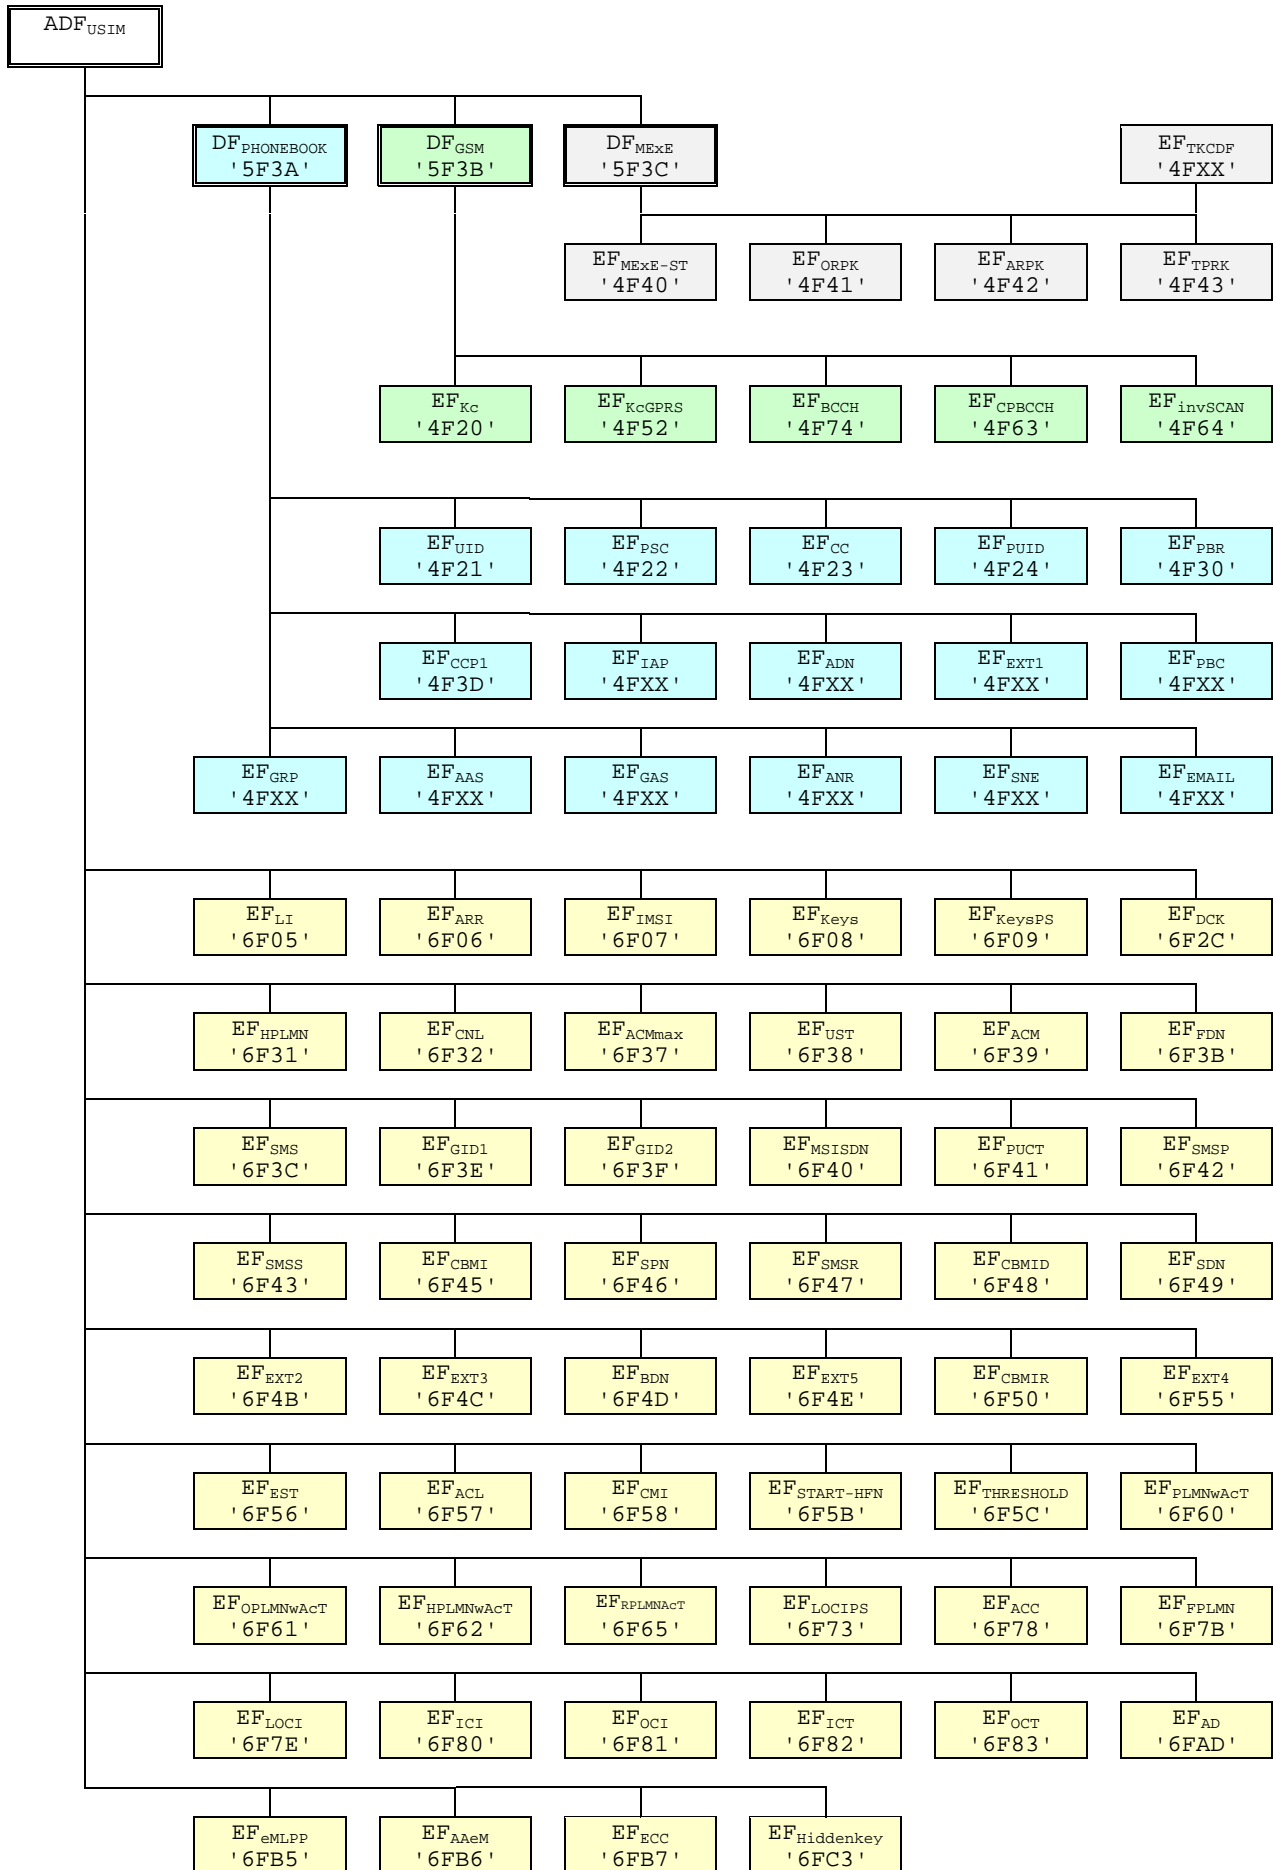 ADFUSIM
DFPHONEBOOK DFGSM DFMExE EFTKCDF
'5F3A' '5F3B' '5F3C' '4FXX'
EFMExE-ST EFORPK EFARPK EFTPRK
'4F40' '4F41' '4F42' '4F43'
EFKc EFKcGPRS EFBCCH EFCPBCCH EFinvSCAN
'4F20' '4F52' '4F74' '4F63' '4F64'
EFUID EFPSC EFCC EFPUID EFPBR
'4F21' '4F22' '4F23' '4F24' '4F30'
EFCCP1 EFIAP EFADN EFEXT1 EFPBC
'4F3D' '4FXX' '4FXX' '4FXX' '4FXX'
EFGRP EFAAS EFGAS EFANR EFSNE EFEMAIL
'4FXX' '4FXX' '4FXX' '4FXX' '4FXX' '4FXX'
EFLI EFARR EFIMSI EFKeys EFKeysPS EFDCK
'6F05' '6F06' '6F07' '6F08' '6F09' '6F2C'
EFHPLMN EFCNL EFACMmax EFUST EFACM EFFDN
'6F31' '6F32' '6F37' '6F38' '6F39' '6F3B'
EFSMS EFGID1 EFGID2 EFMSISDN EFPUCT EFSMSP
'6F3C' '6F3E' '6F3F' '6F40' '6F41' '6F42'
EFSMSS EFCBMI EFSPN EFSMSR EFCBMID EFSDN
'6F43' '6F45' '6F46' '6F47' '6F48' '6F49'
EFEXT2 EFEXT3 EFBDN EFEXT5 EFCBMIR EFEXT4
'6F4B' '6F4C' '6F4D' '6F4E' '6F50' '6F55'
EFEST EFACL EFCMI EFSTART-HFN EFTHRESHOLD EFPLMNwAcT
'6F56' '6F57' '6F58' '6F5B' '6F5C' '6F60'
EFOPLMNwAcT EFHPLMNwAcT EFRPLMNAcT EFLOCIPS EFACC EFFPLMN
'6F61' '6F62' '6F65' '6F73' '6F78' '6F7B'
EFLOCI EFICI EFOCI EFICT EFOCT EFAD
'6F7E' '6F80' '6F81' '6F82' '6F83' '6FAD'
EFeMLPP EFAAeM EFECC EFHiddenkey
'6FB5' '6FB6' '6FB7' '6FC3'